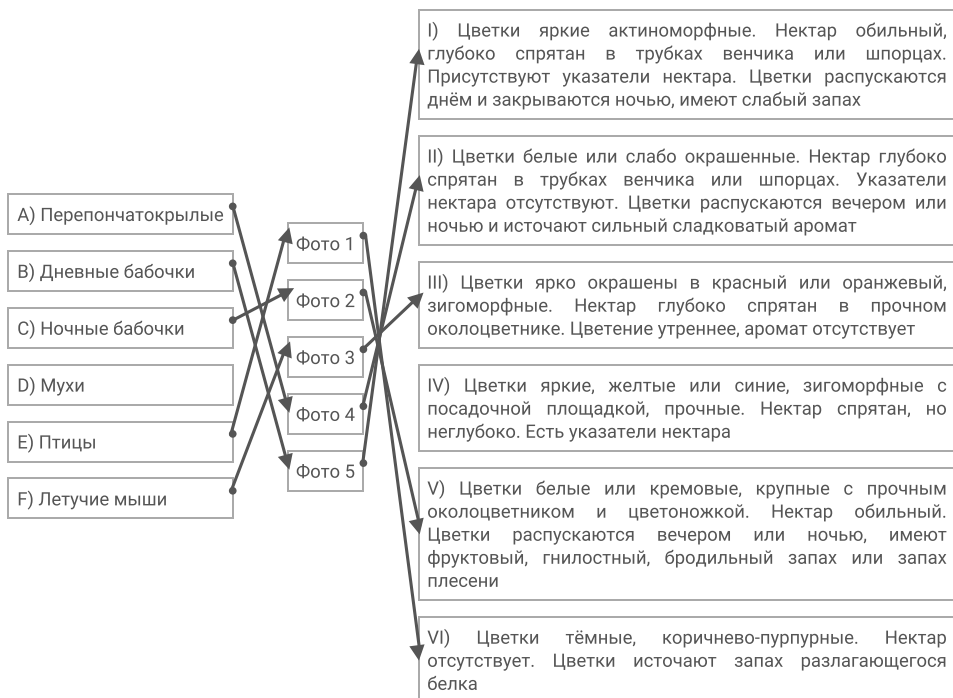 A) Перепончатокрылые
B) Дневные бабочки
C) Ночные бабочки
D) Мухи
E) Птицы
F) Летучие мыши
Фото 1
Фото 2
Фото 3
Фото 4
Фото 5
I) Цветки яркие актиноморфные. Нектар обильный,
глубоко спрятан в трубках венчика или шпорцах.
Присутствуют указатели нектара. Цветки распускаются
днём и закрываются ночью, имеют слабый запах
II) Цветки белые или слабо окрашенные. Нектар глубоко
спрятан в трубках венчика или шпорцах. Указатели
нектара отсутствуют. Цветки распускаются вечером или
ночью и источают сильный сладковатый аромат
III) Цветки ярко окрашены в красный или оранжевый,
зигоморфные. Нектар глубоко спрятан в прочном
околоцветнике. Цветение утреннее, аромат отсутствует
IV) Цветки яркие, желтые или синие, зигоморфные с
посадочной площадкой, прочные. Нектар спрятан, но
неглубоко. Есть указатели нектара
V) Цветки белые или кремовые, крупные с прочным
околоцветником и цветоножкой. Нектар обильный.
Цветки распускаются вечером или ночью, имеют
фруктовый, гнилостный, бродильный запах или запах
плесени
VI) Цветки тёмные, коричнево-пурпурные. Нектар
отсутствует. Цветки источают запах разлагающегося
белка